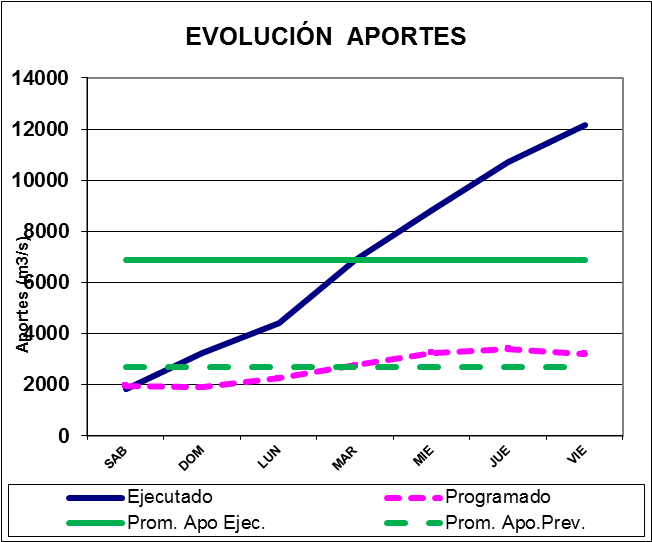 EVOLUCIÓN APORTES
14000
12000
10000
8000
6000
4000
2000
0
Aportes (m3/s)
SAB
DOM
LUN
MAR
MIE
JUE
VIE
Ejecutado
Programado
Prom. Apo Ejec.
Prom. Apo.Prev.